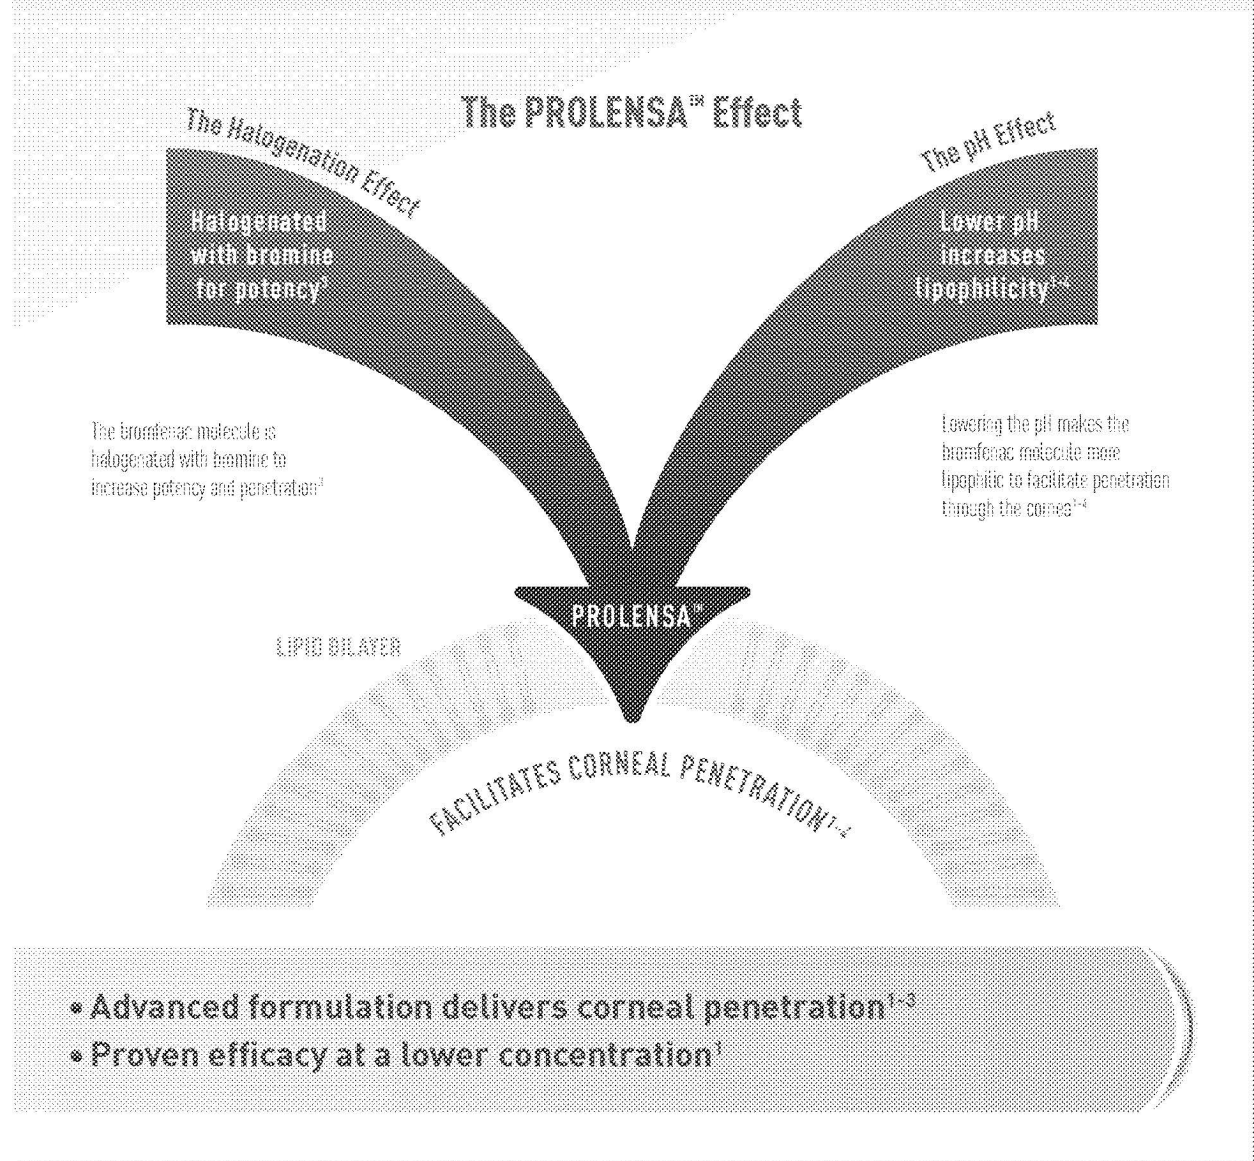 The PROLENSA™ Effect
The Halogenation Effect
The pH Effect
Halogenated
with bromine
for potency³
Lower pH
increases
lipophilicity¹⁻⁴
The bromfenac molecule is
halogenated with bromine to
increase potency and penetration³
Lowering the pH makes the
bromfenac molecule more
lipophilic to facilitate penetration
through the cornea¹⁻⁴
PROLENSA™
LIPID BILAYER
FACILITATES CORNEAL PENETRATION¹⁻⁴
• Advanced formulation delivers corneal penetration¹⁻³
• Proven efficacy at a lower concentration¹